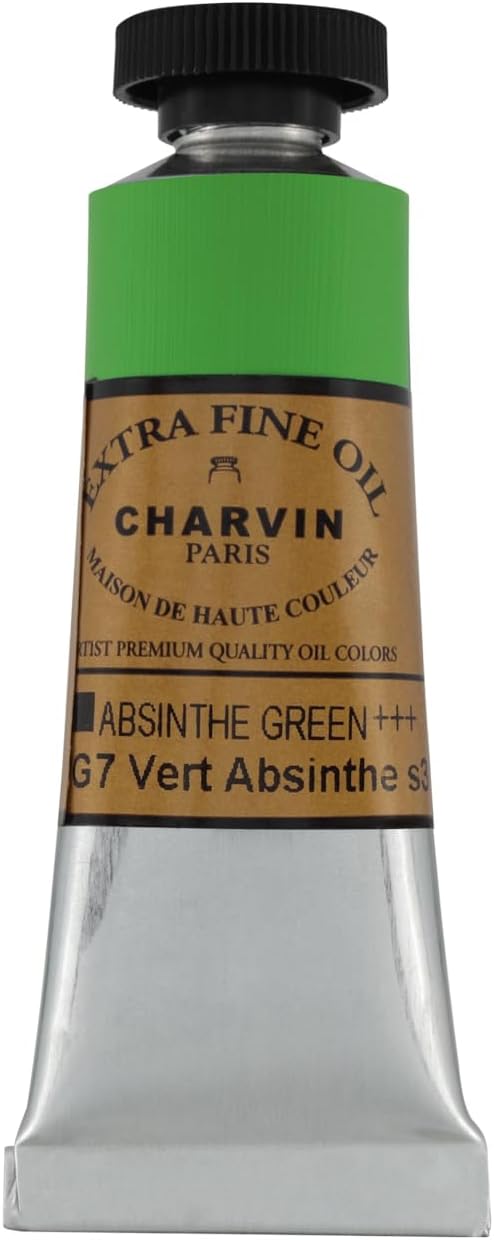 EXTRA FINE OIL
CHARVIN
PARIS
MAISON DE HAUTE COULEUR
RTIST PREMIUM QUALITY OIL COLORS
ABSINTHE GREEN+++
G7 Vert Absinthe s3